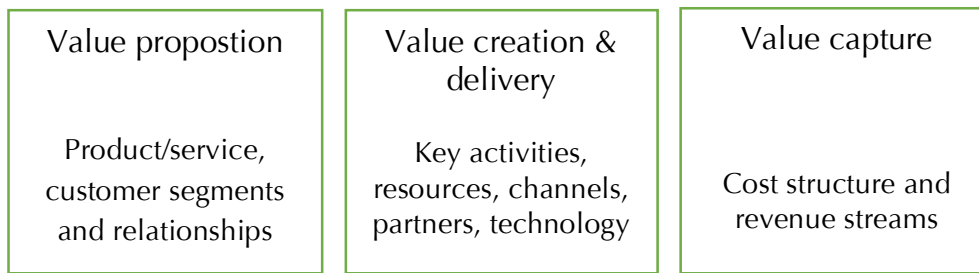 Value propostion
Product/service,
customer segments
and relationships
Value creation &
delivery
Key activities,
resources, channels,
partners, technology
Value capture
Cost structure and
revenue streams